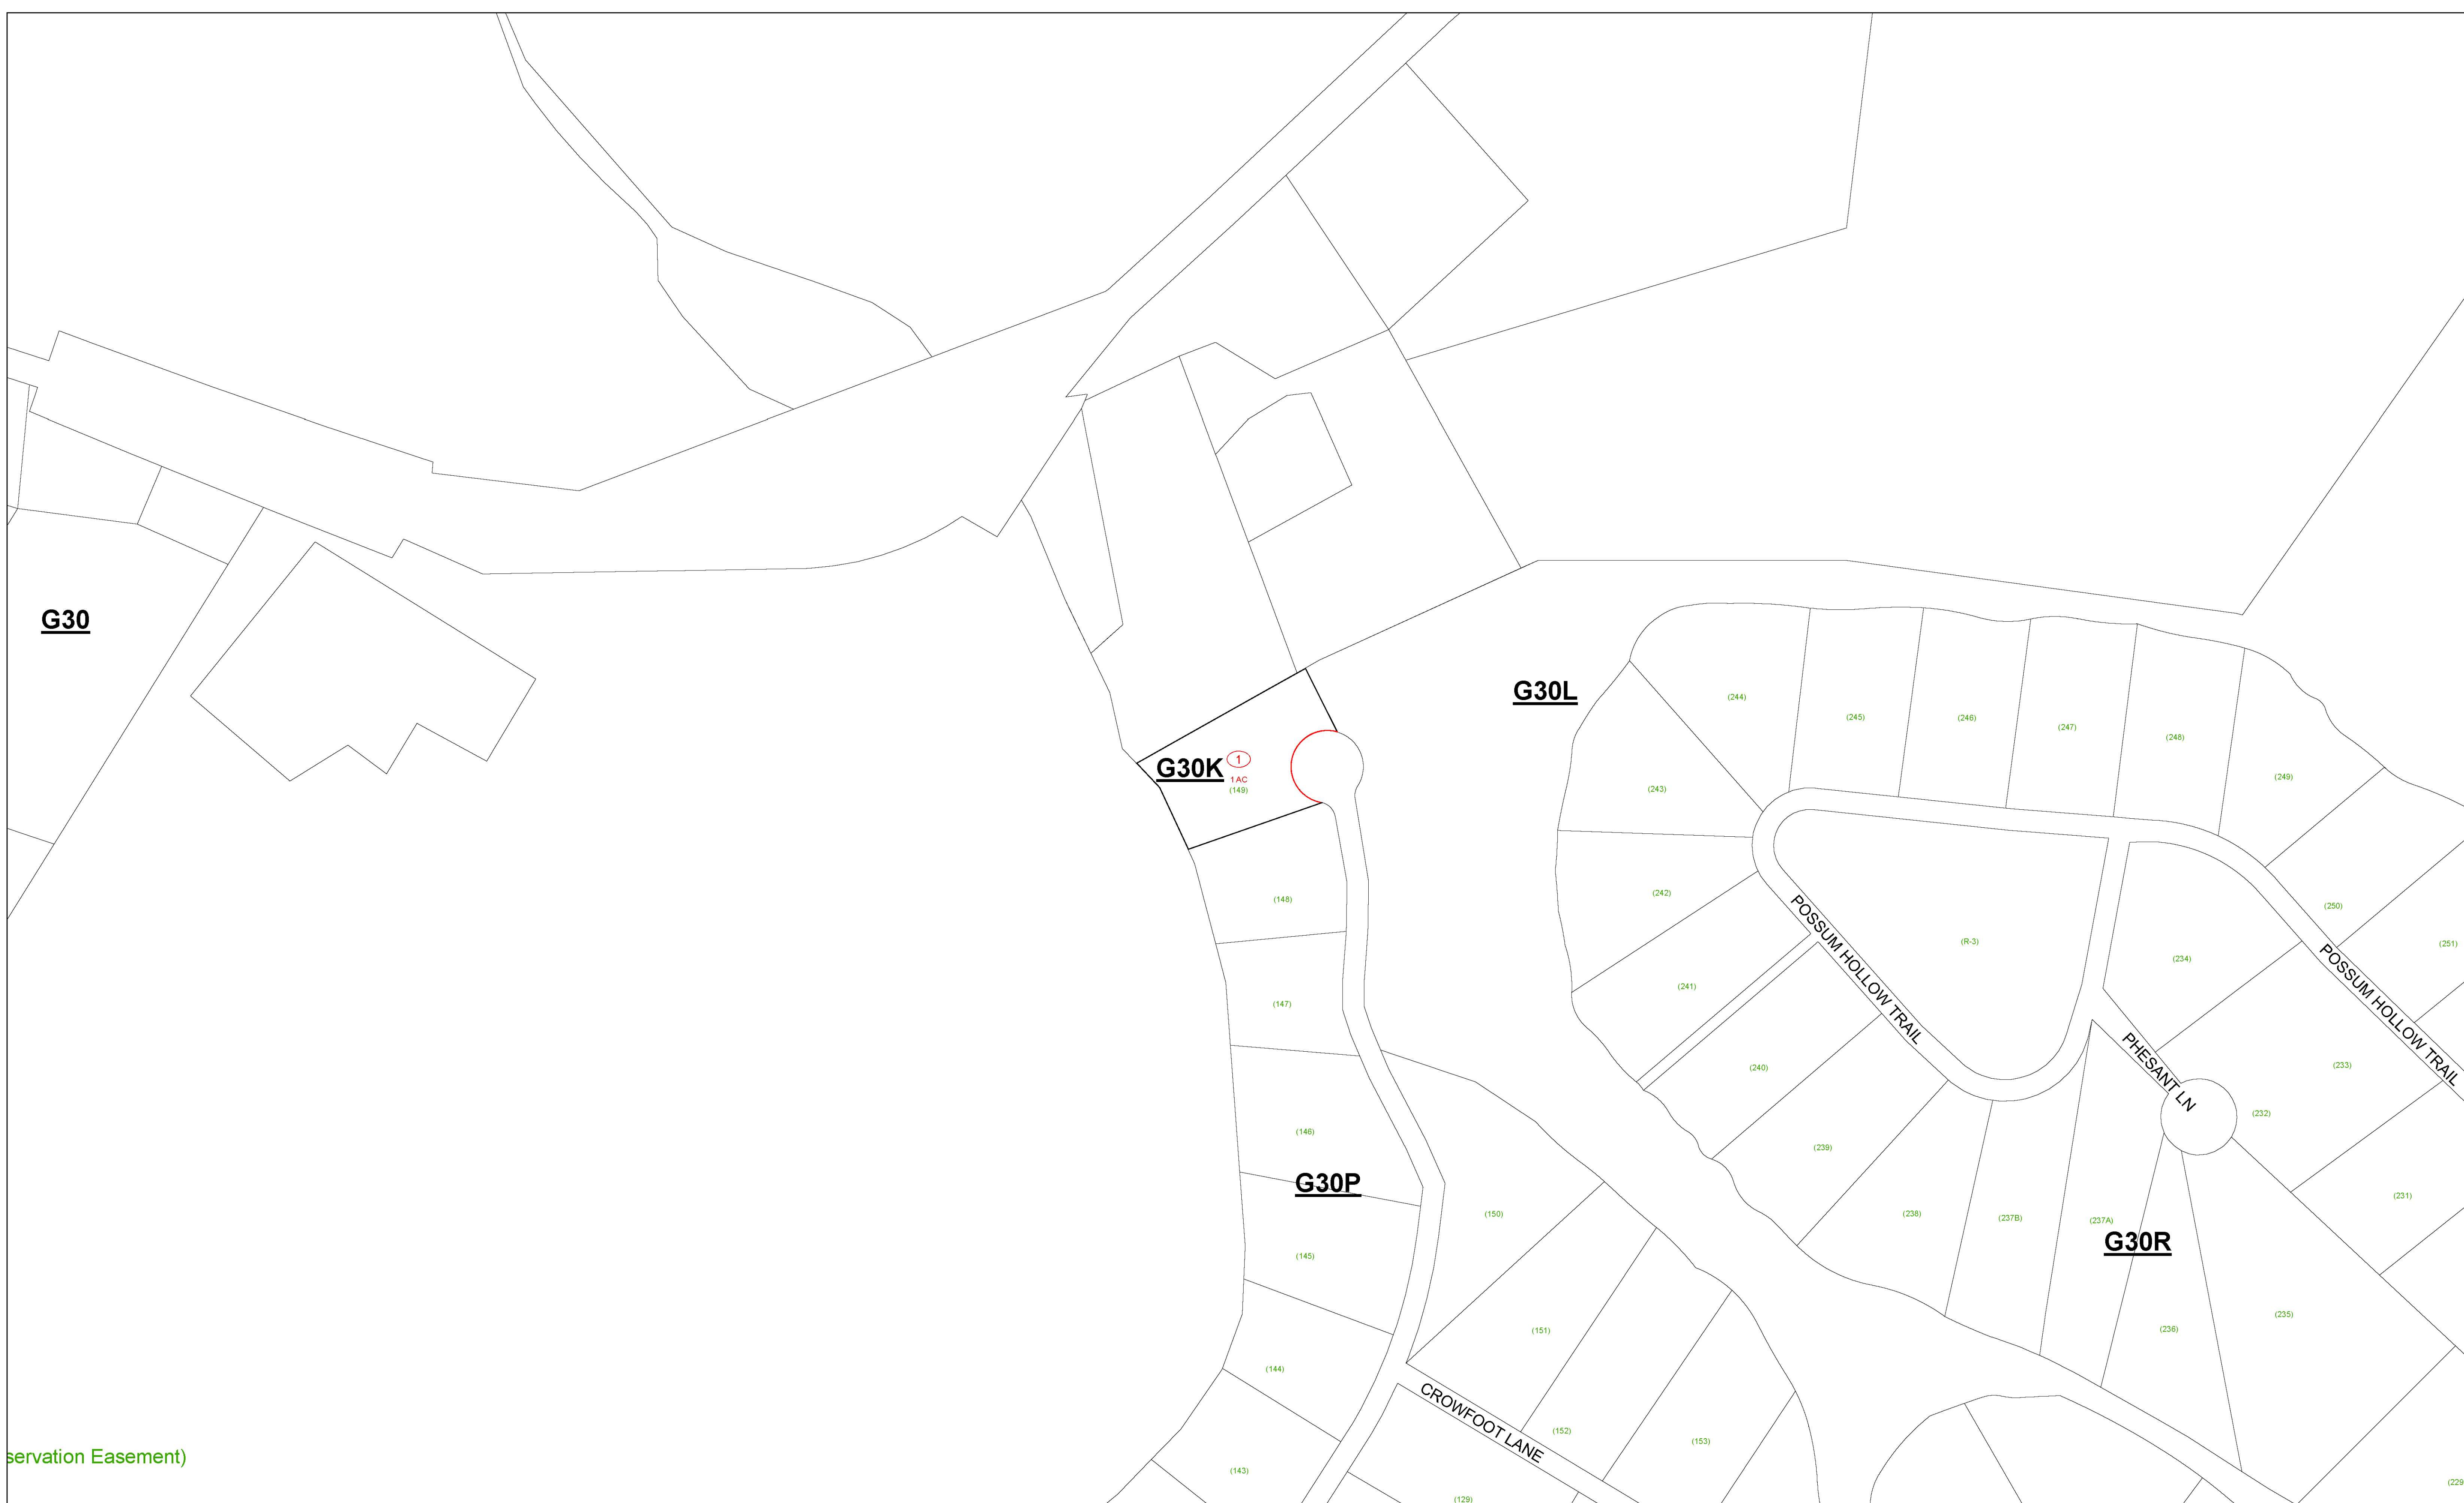 G30
G30L
(244)
(245)
(246)
(247)
(248)
(249)
G30K
1
1 AC
(149)
(243)
(242)
(148)
(250)
(251)
(R-3)
(234)
POSSUM HOLLOW TRAIL
POSSUM HOLLOW TRAIL
(241)
(147)
PHESANT LN
(240)
(233)
(232)
(146)
(239)
G30P
(231)
(150)
(238)
(237B)
(237A)
G30R
(145)
(235)
(236)
(151)
(144)
CROWFOOT LANE
(152)
(153)
servation Easement)
(143)
(229
(129)